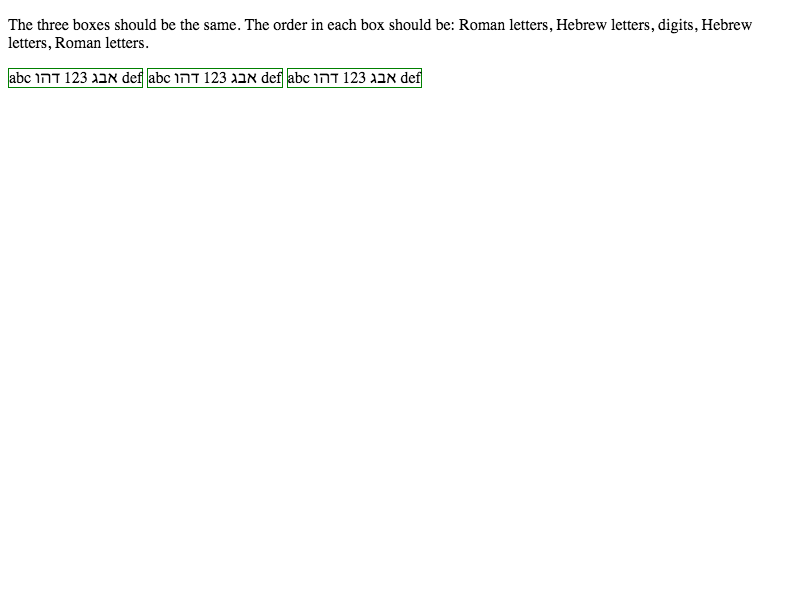 The three boxes should be the same. The order in each box should be: Roman letters, Hebrew letters, digits, Hebrew
letters, Roman letters.
abc אבג 123 דהו def abc אבג 123 דהו def abc אבג 123 דהו def